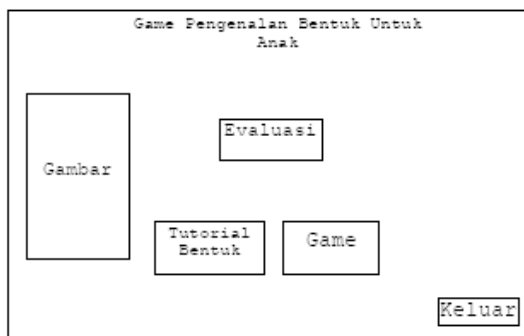 Game Pengenalan Bentuk Untuk
Anak
Evaluasi
Gambar
Tutorial
Bentuk
Game
Keluar